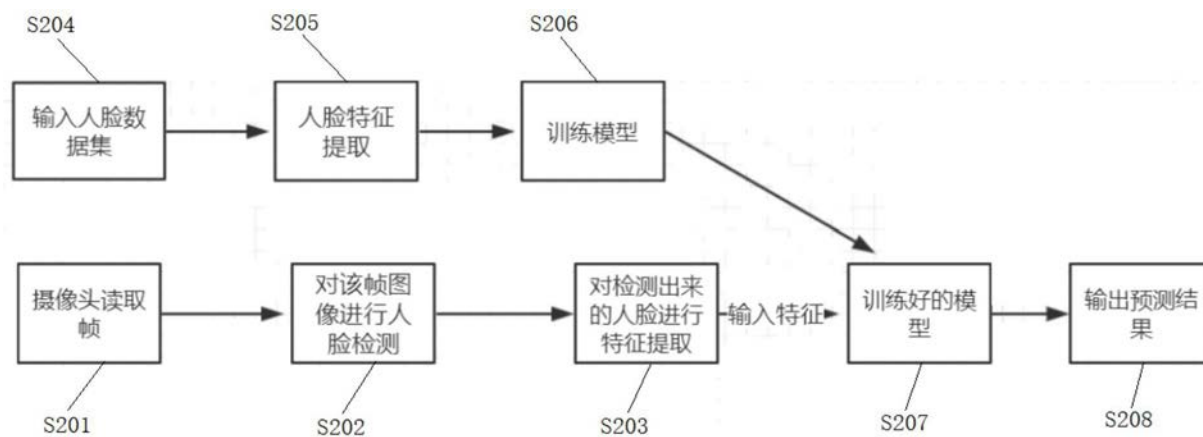 S204
S205
S206
输入人脸数
据集
人脸特征
提取
训练模型
摄像头读取
帧
对该帧图
像进行人
脸检测
对检测出来
的人脸进行
特征提取
输入特征
训练好的模
型
输出预测结
果
S201
S202
S203
S207
S208